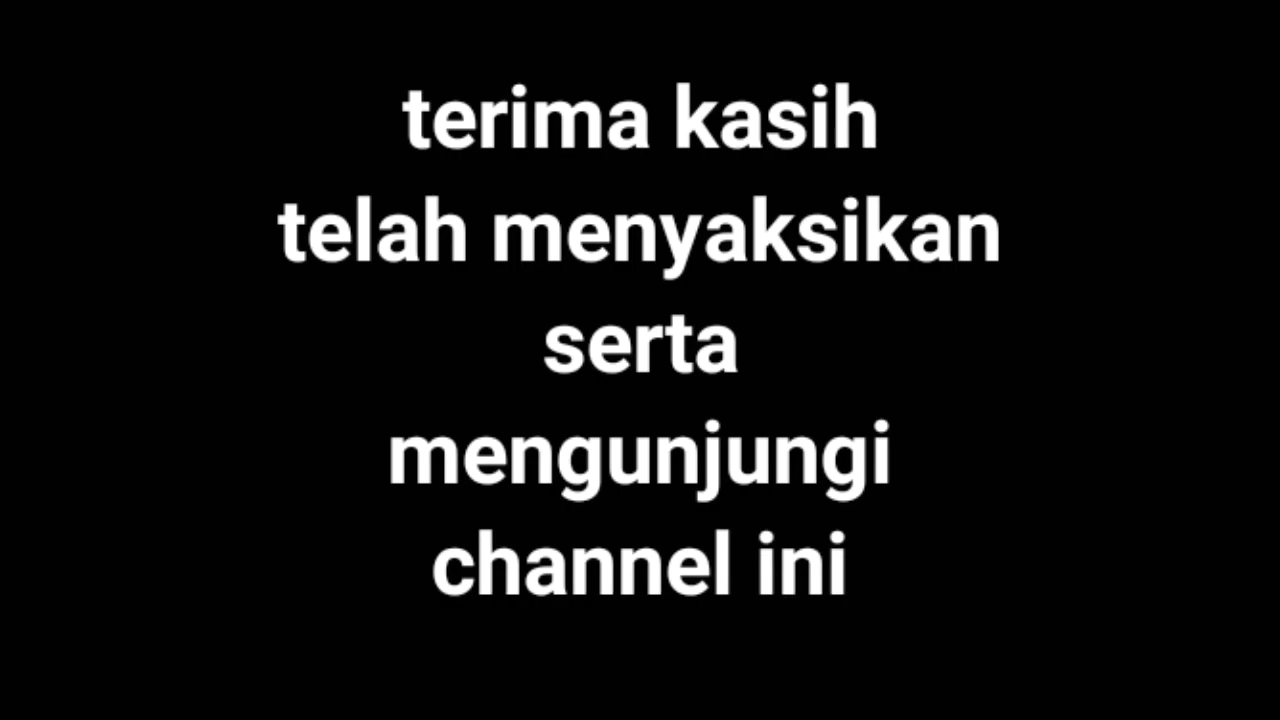 terima kasih
telah menyaksikan
serta
mengunjungi
channel ini